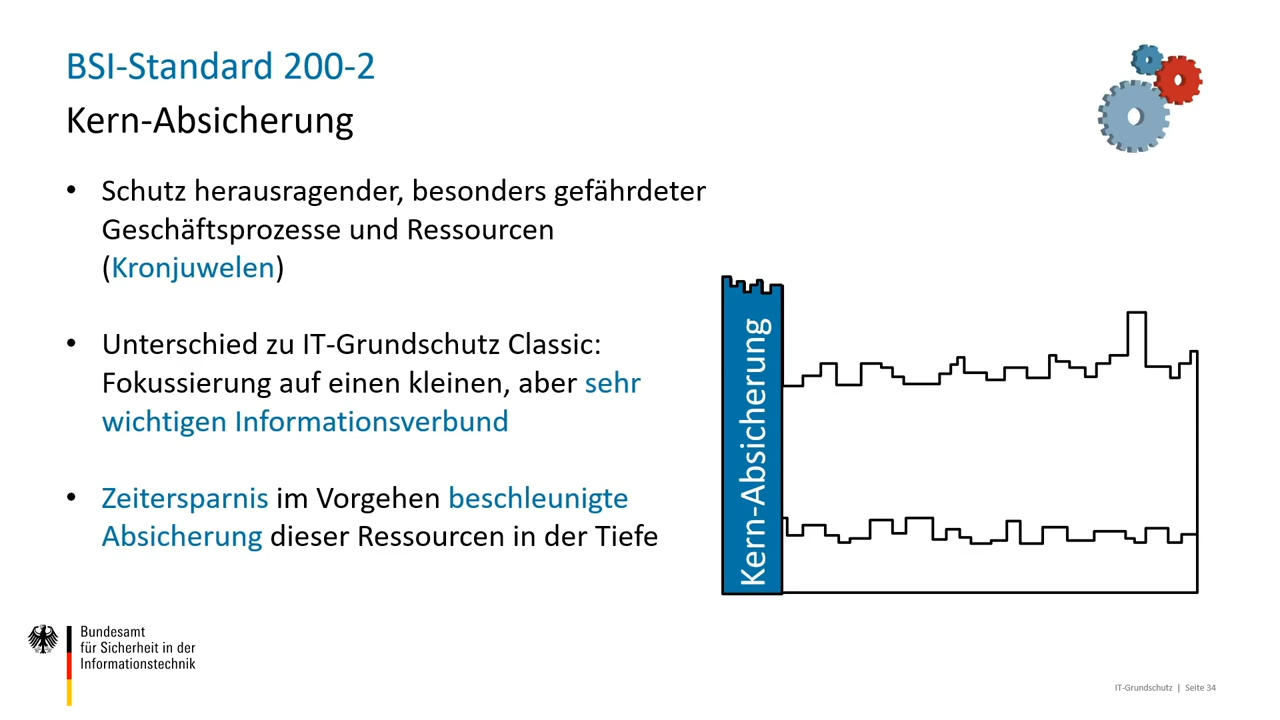 BSI-Standard 200-2
Kern-Absicherung
• Schutz herausragender, besonders gefährdeter
Geschäftsprozesse und Ressourcen
(Kronjuwelen)
• Unterschied zu IT-Grundschutz Classic:
Fokussierung auf einen kleinen, aber sehr
wichtigen Informationsverbund
• Zeitersparnis im Vorgehen beschleunigte
Absicherung dieser Ressourcen in der Tiefe
Kern-Absicherung
Bundesamt
für Sicherheit in der
Informationstechnik
IT-Grundschutz | Seite 34